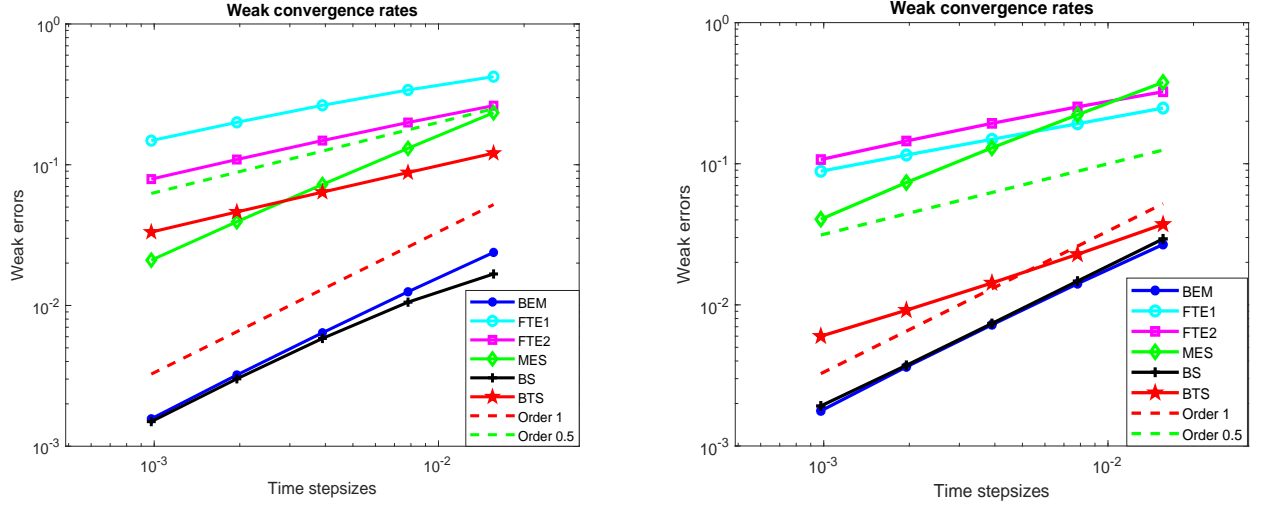 Weak convergence rates
10^0
10^-1
10^-2
10^-3
Weak errors
10^-3
10^-2
Time stepsizes
BEM
FTE1
FTE2
MES
BS
BTS
Order 1
Order 0.5
Weak convergence rates
10^0
10^-1
10^-2
10^-3
Weak errors
10^-3
10^-2
Time stepsizes
BEM
FTE1
FTE2
MES
BS
BTS
Order 1
Order 0.5